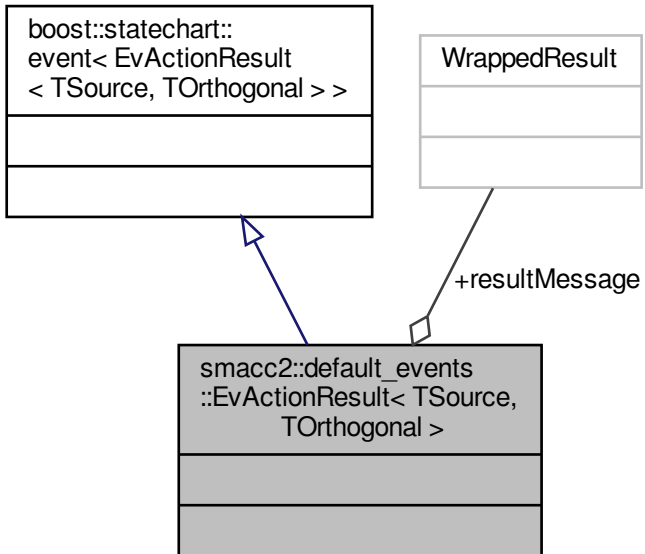 boost::statechart::
event< EvActionResult
< TSource, TOrthogonal > >
WrappedResult
+resultMessage
smacc2::default_events
::EvActionResult< TSource,
TOrthogonal >